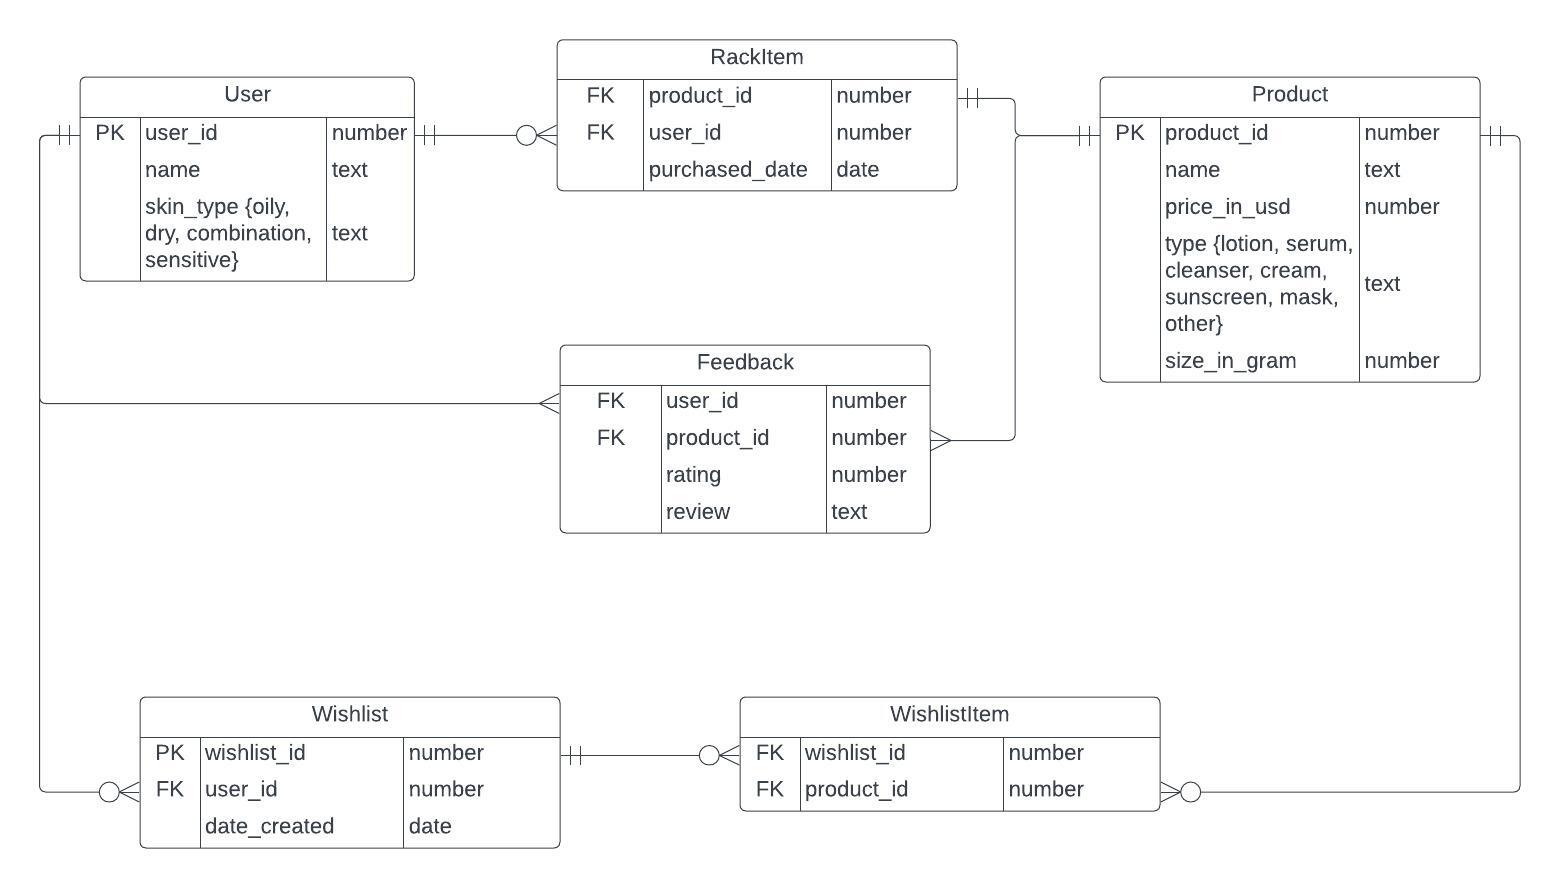 User
PK user_id number
name text
skin_type {oily,
dry, combination, text
sensitive}
RackItem
FK product_id number
FK user_id number
purchased_date date
Product
PK product_id number
name text
price_in_usd number
type {lotion, serum,
cleanser, cream,
sunscreen, mask, text
other}
size_in_gram number
Feedback
FK user_id number
FK product_id number
rating number
review text
Wishlist
PK wishlist_id number
FK user_id number
date_created date
WishlistItem
FK wishlist_id number
FK product_id number